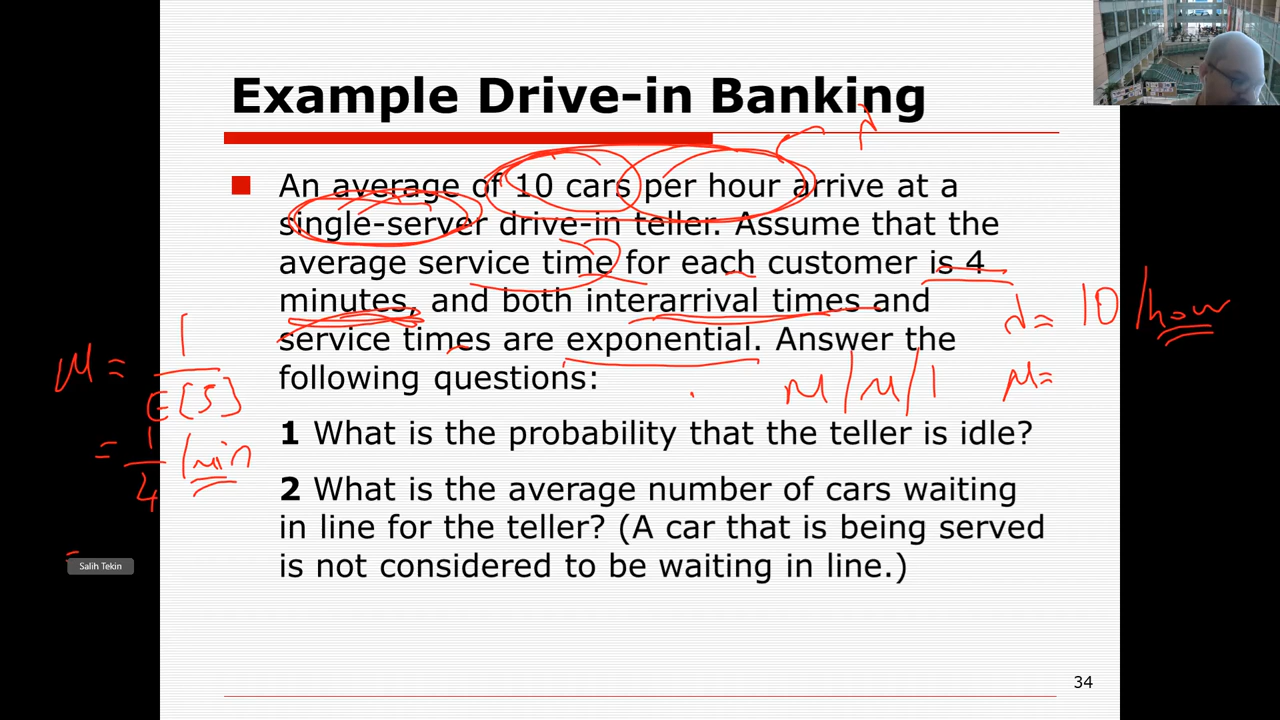 Example Drive-in Banking
λ
An average of 10 cars per hour arrive at a
single-server drive-in teller. Assume that the
average service time for each customer is 4
minutes, and both interarrival times and
service times are exponential. Answer the
following questions:
λ = 10 /hour
M/M/1
μ =
μ = 1
E[S]
= 1/4 /min
=
1 What is the probability that the teller is idle?
2 What is the average number of cars waiting
in line for the teller? (A car that is being served
is not considered to be waiting in line.)
Salih Tekin
34